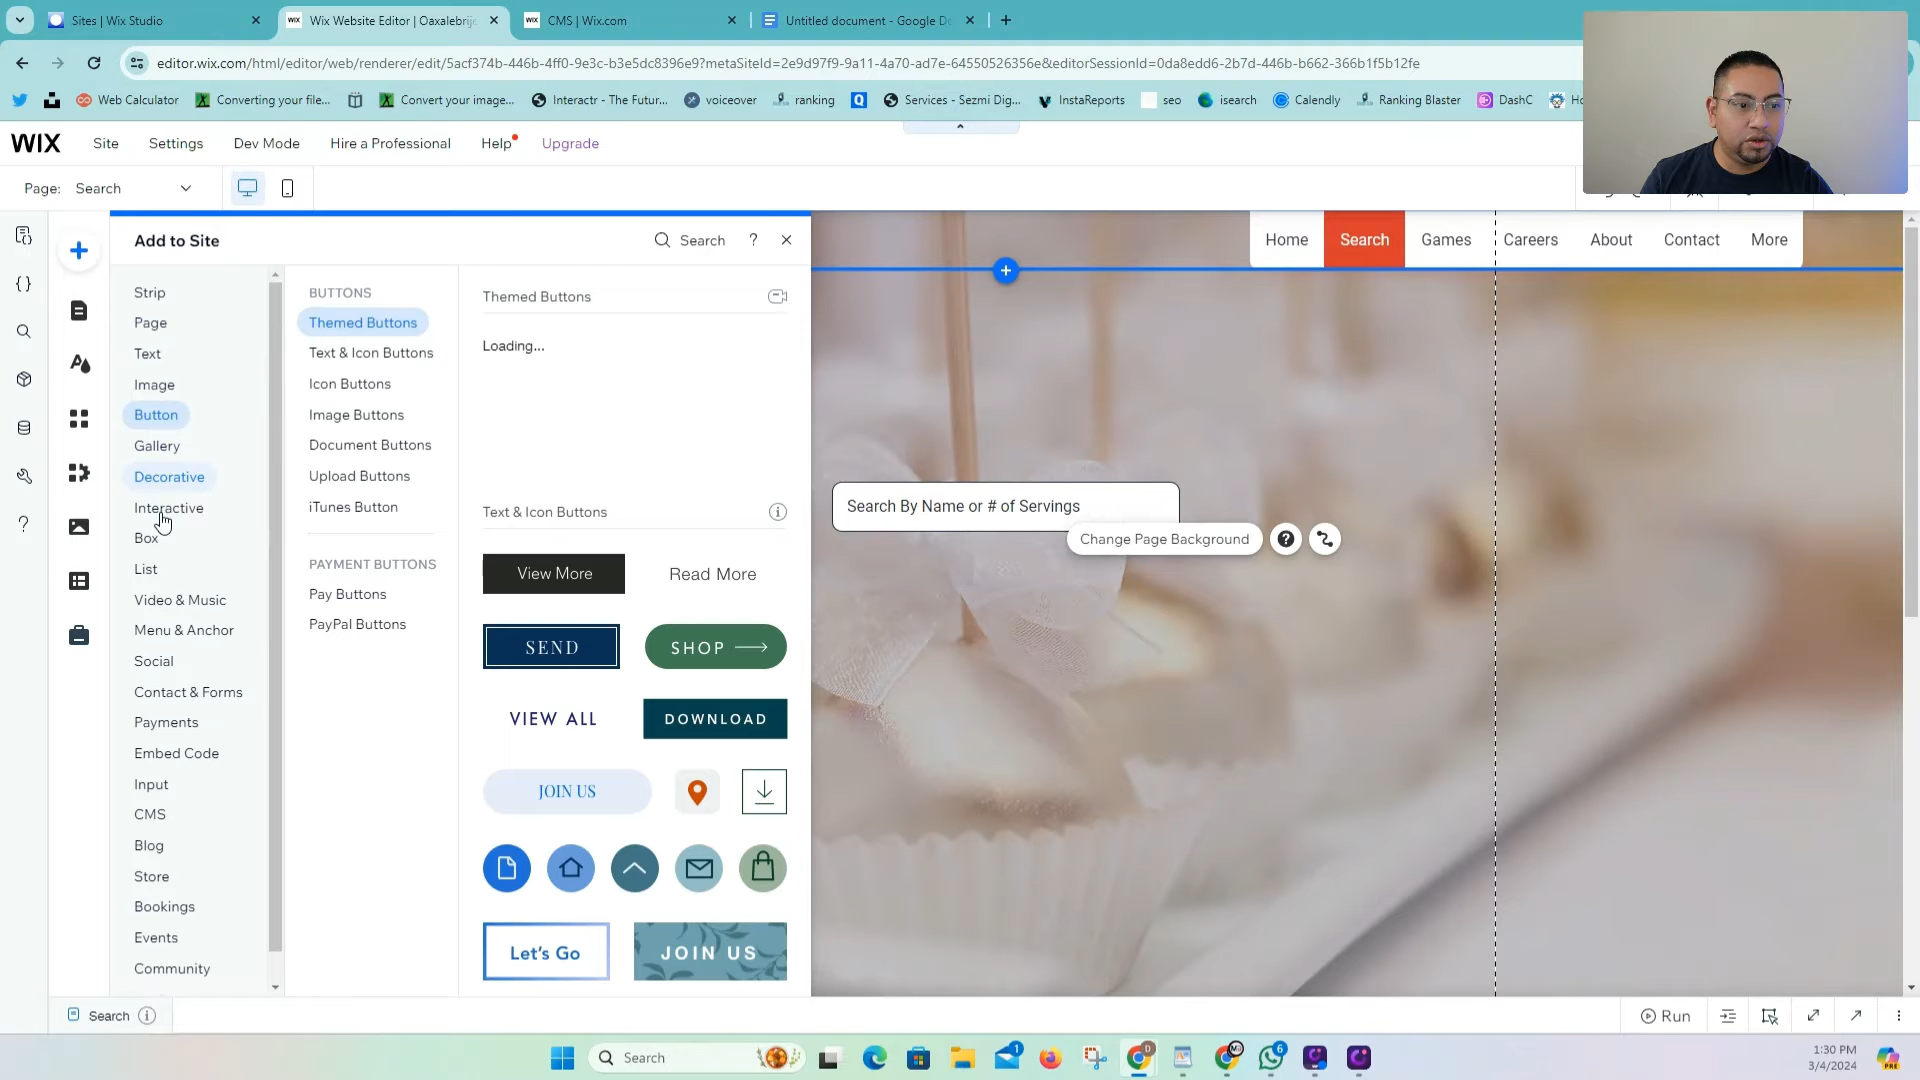 Sites | Wix Studio
WIX Wix Website Editor | Oaxalebrije
WIX CMS | Wix.com
Untitled document - Google Do
editor.wix.com/html/editor/web/renderer/edit/5acf374b-446b-4ff0-9e3c-b3e5dc8396e9?metaSiteId=2e9d97f9-9a11-4a70-ad7e-64550526356e&editorSessionId=0da8edd6-2b7d-446b-b662-366b1f5b12fe
Web Calculator
Converting your file...
Convert your image...
Interactr - The Futur...
voiceover
ranking
Services - Sezmi Dig...
InstaReports
seo
isearch
Calendly
Ranking Blaster
DashC
WIX
Site
Settings
Dev Mode
Hire a Professional
Help
Upgrade
Page: Search
Add to Site
Search
?
Strip
Page
Text
Image
Button
Gallery
Decorative
Interactive
Box
List
Video & Music
Menu & Anchor
Social
Contact & Forms
Payments
Embed Code
Input
CMS
Blog
Store
Bookings
Events
Community
BUTTONS
Themed Buttons
Text & Icon Buttons
Icon Buttons
Image Buttons
Document Buttons
Upload Buttons
iTunes Button
PAYMENT BUTTONS
Pay Buttons
PayPal Buttons
Themed Buttons
Loading...
Text & Icon Buttons
View More
Read More
SEND
SHOP
VIEW ALL
DOWNLOAD
JOIN US
Let's Go
JOIN US
Home
Search
Games
Careers
About
Contact
More
Search By Name or # of Servings
Change Page Background
Search
Run
Search
1
6
1:30 PM
3/4/2024